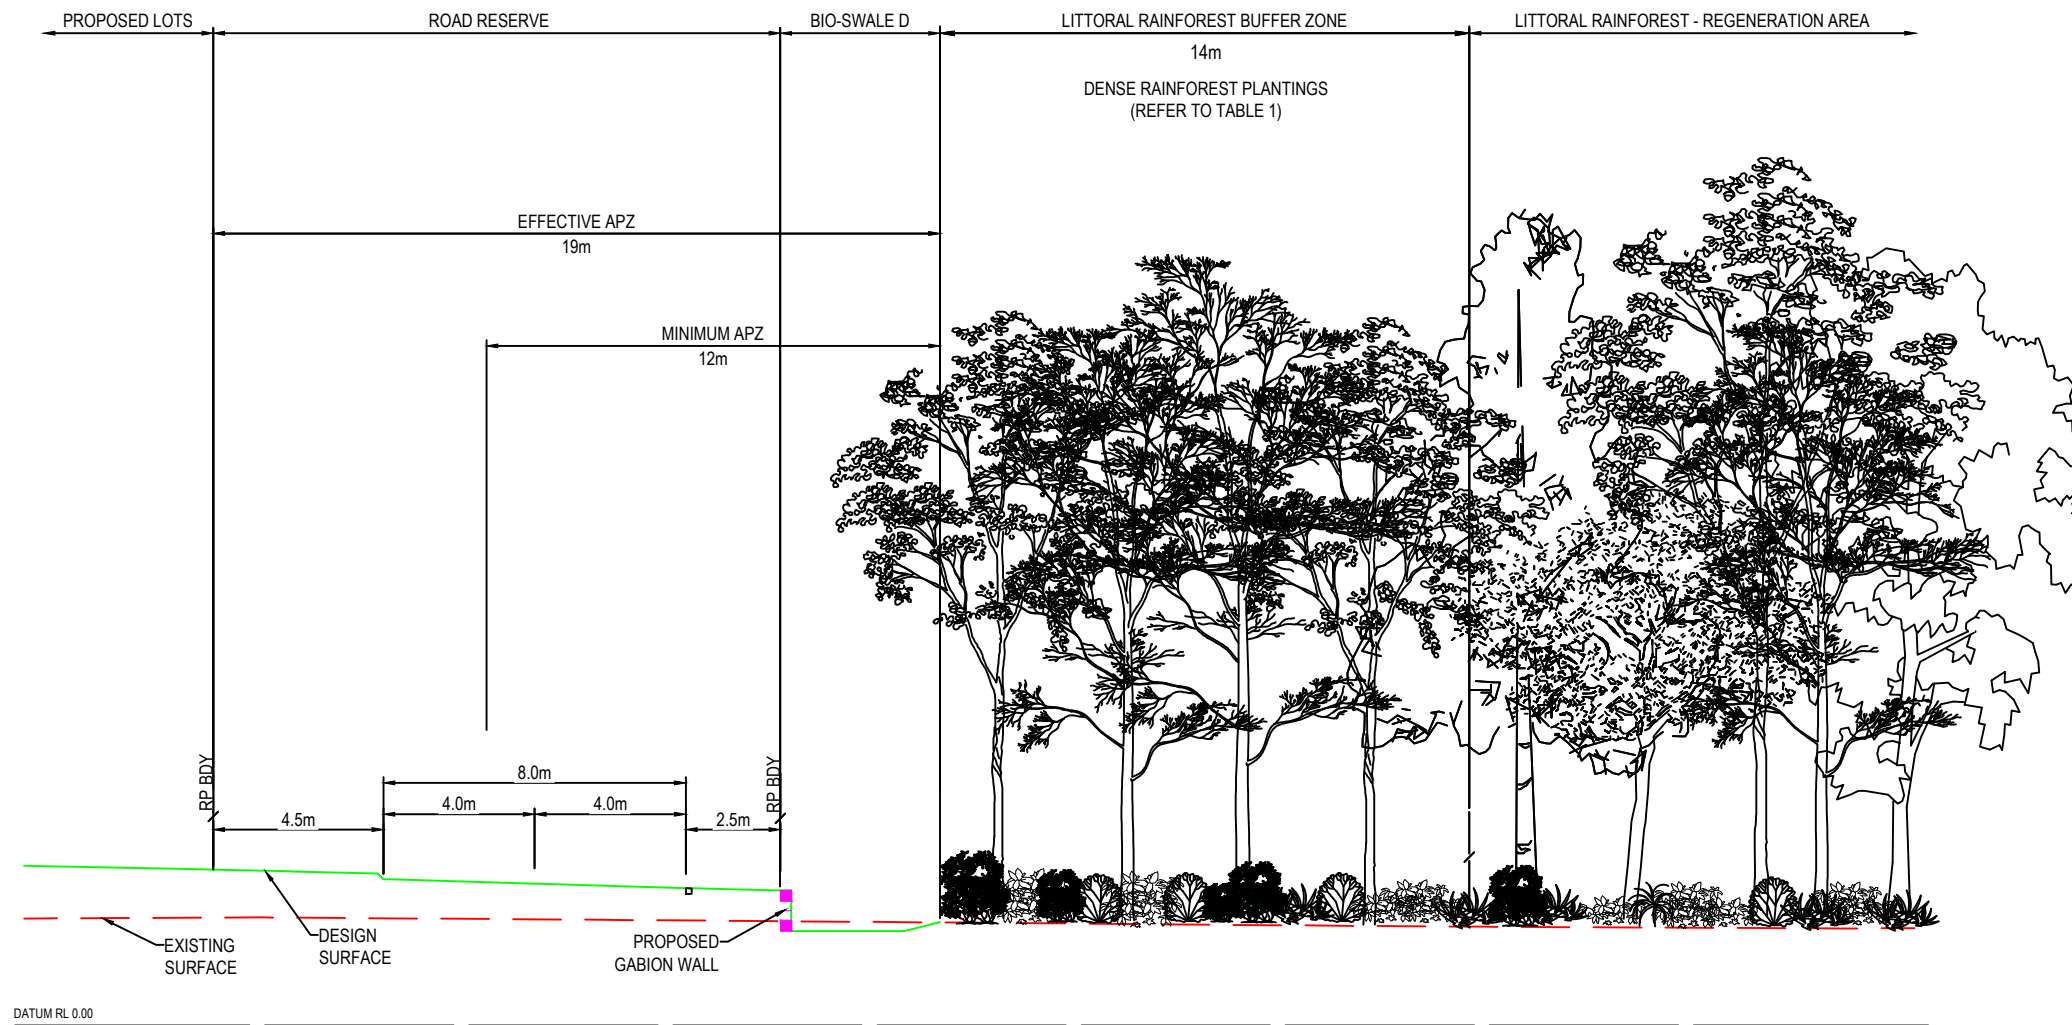 PROPOSED LOTS
ROAD RESERVE
BIO-SWALE D
LITTORAL RAINFOREST BUFFER ZONE
LITTORAL RAINFOREST - REGENERATION AREA
14m
DENSE RAINFOREST PLANTINGS
(REFER TO TABLE 1)
EFFECTIVE APZ
19m
MINIMUM APZ
12m
RP BDY
RP BDY
8.0m
4.0m
4.0m
4.5m
2.5m
EXISTING
SURFACE
DESIGN
SURFACE
PROPOSED
GABION WALL
DATUM RL 0.00